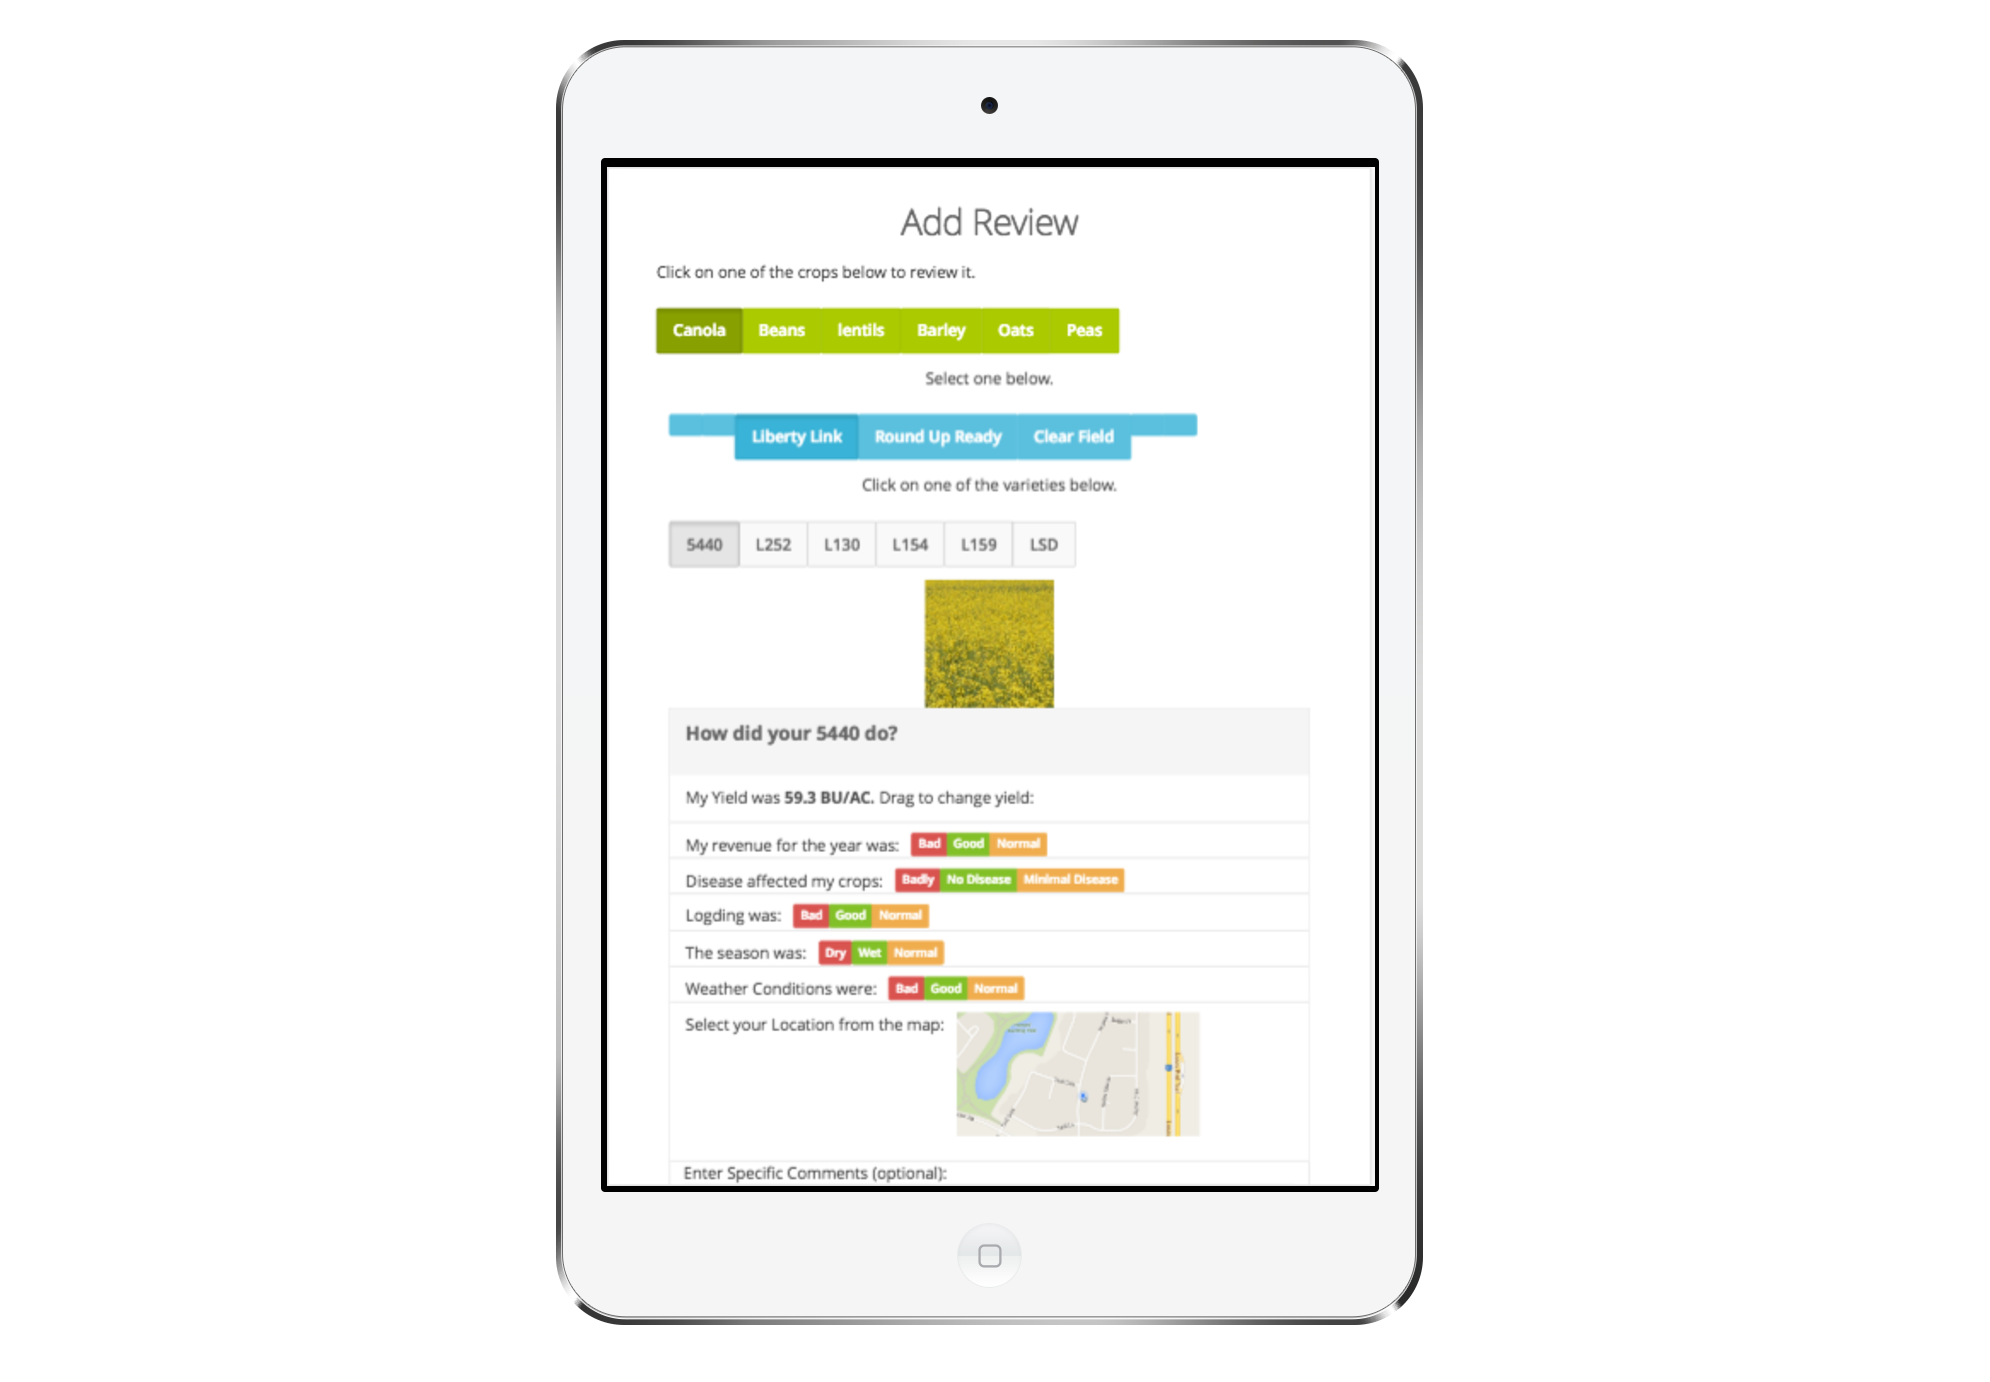 Add Review
Click on one of the crops below to review it.
Canola Beans lentils Barley Oats Peas
Select one below.
Liberty Link Round Up Ready Clear Field
Click on one of the varieties below.
5440 L252 L130 L154 L159 LSD
How did your 5440 do?
My Yield was 59.3 BU/AC. Drag to change yield:
My revenue for the year was: Bad Good Normal
Disease affected my crops: Badly No Disease Minimal Disease
Logding was: Bad Good Normal
The season was: Dry Wet Normal
Weather Conditions were: Bad Good Normal
Select your Location from the map:
Enter Specific Comments (optional):